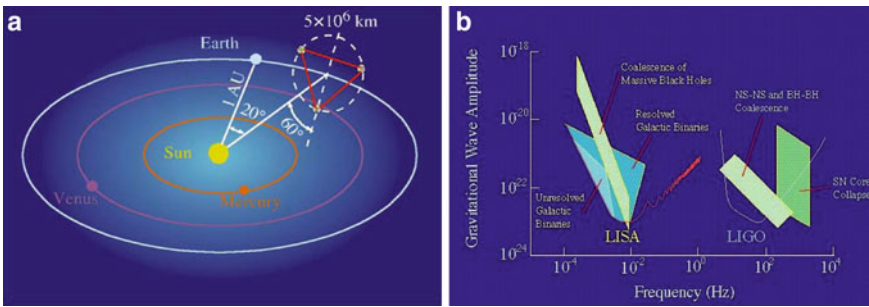 a
5×10⁶ km
Earth
1 AU
20°
60°
Sun
Venus
Mercury
b
Gravitational Wave Amplitude
10⁻¹⁸
10⁻²⁰
10⁻²²
10⁻²⁴
Coalescence of
Massive Black Holes
NS-NS and BH-BH
Coalescence
Resolved
Galactic Binaries
Unresolved
Galactic
Binaries
SN Core
Collapse
LISA
LIGO
10⁻⁴
10⁻²
10⁰
10²
10⁴
Frequency (Hz)